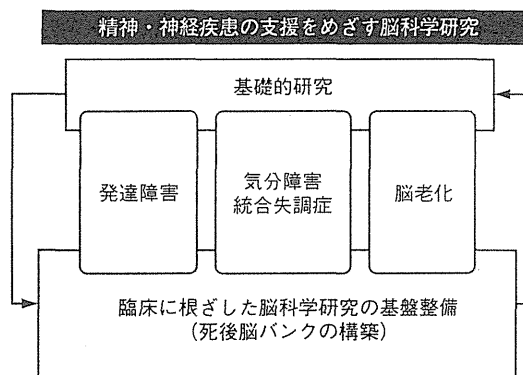 精神・神経疾患の支援をめざす脳科学研究
基礎的研究
発達障害
気分障害
統合失調症
脳老化
臨床に根ざした脳科学研究の基盤整備
(死後脳バンクの構築)